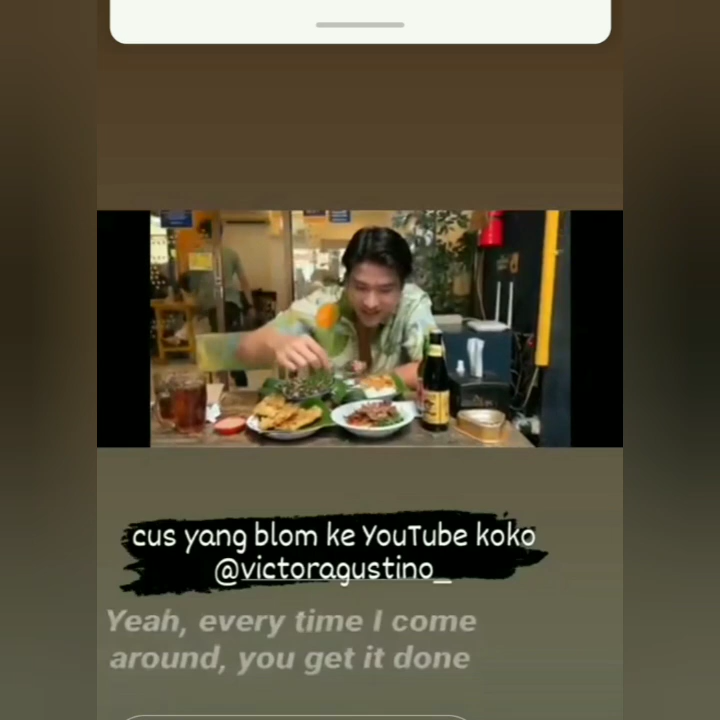 cus yang blom ke YouTube koko
@victoragustino_
Yeah, every time I come
around, you get it done